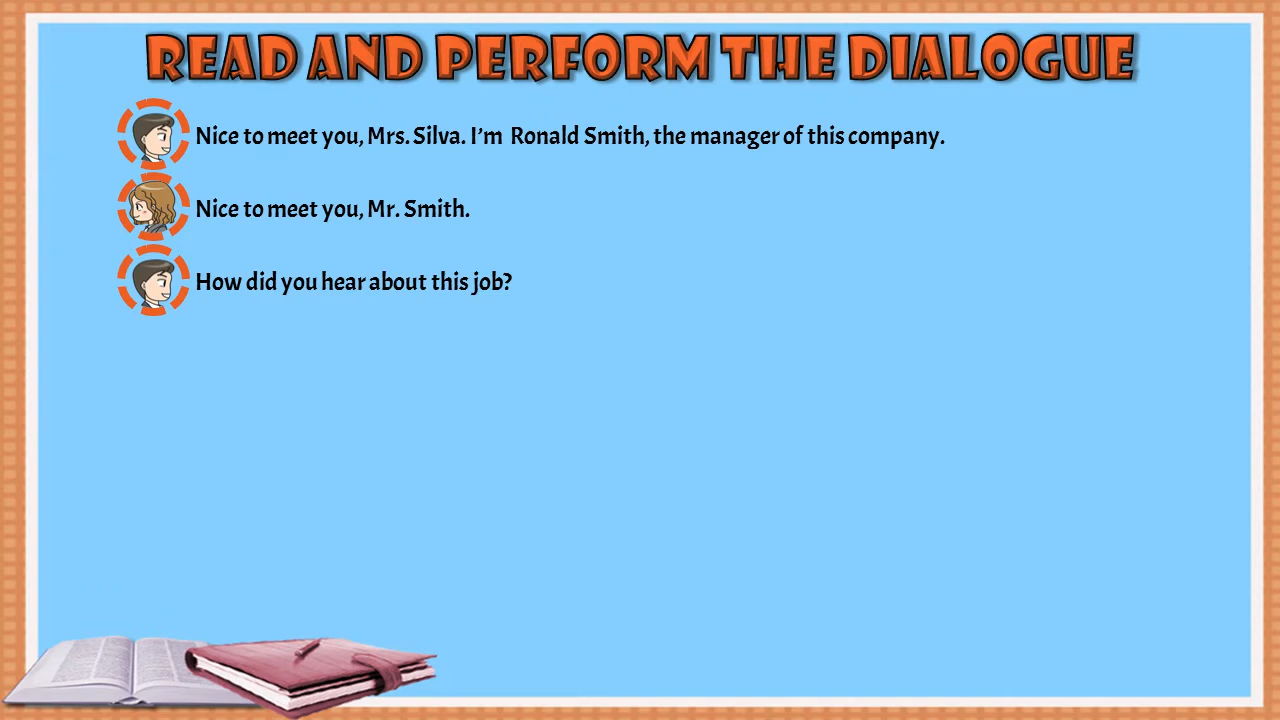 READ AND PERFORM THE DIALOGUE
Nice to meet you, Mrs. Silva. I’m Ronald Smith, the manager of this company.
Nice to meet you, Mr. Smith.
How did you hear about this job?